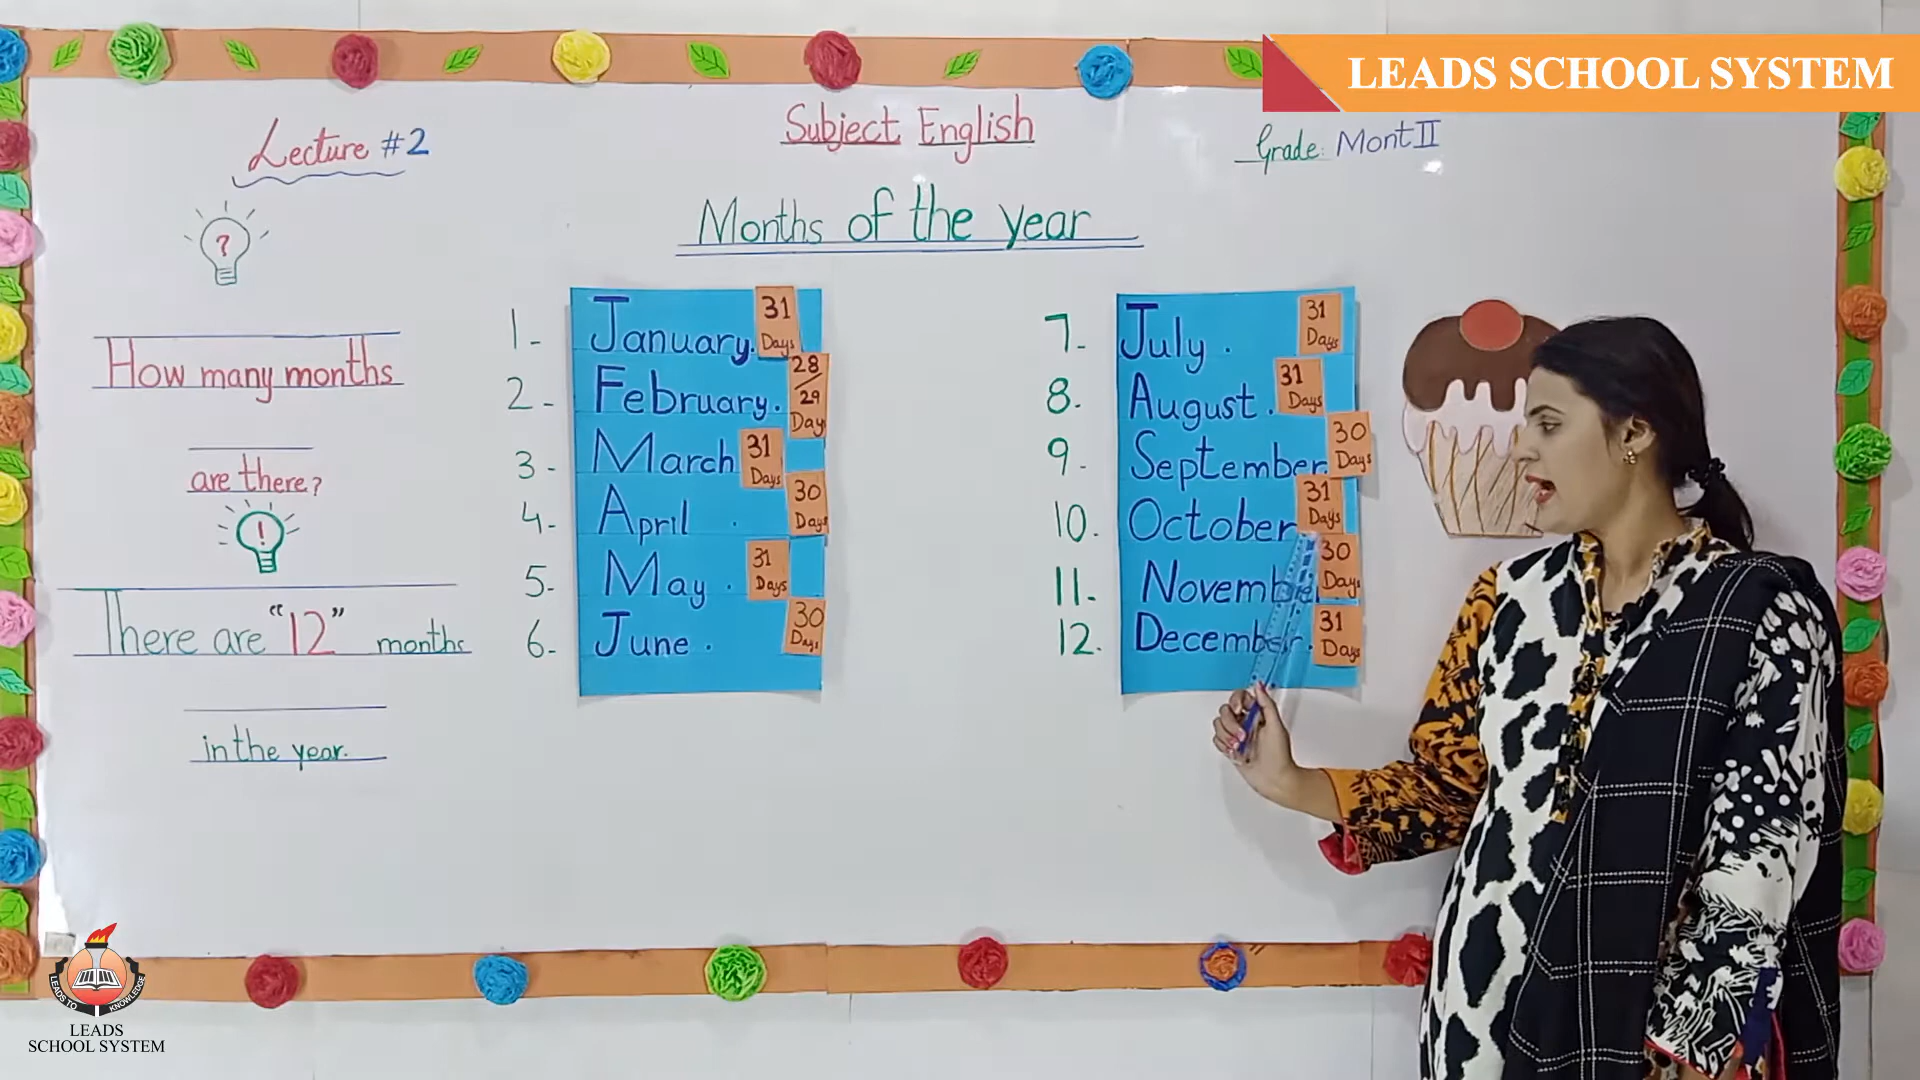 LEADS SCHOOL SYSTEM
Lecture #2
Subject English
Grade: Mont II
Months of the year
?
How many months
are there?
!
There are "12" months
in the year.
1- January. 31 Days
2- February. 28/29 Days
3- March 31 Days
4- April . 30 Days
5- May . 31 Days
6- June . 30 Days
7- July . 31 Days
8- August . 31 Days
9- September. 30 Days
10. October 31 Days
11- November 30 Days
12. December. 31 Days
LEADS TO KNOWLEDGE
LEADS
SCHOOL SYSTEM